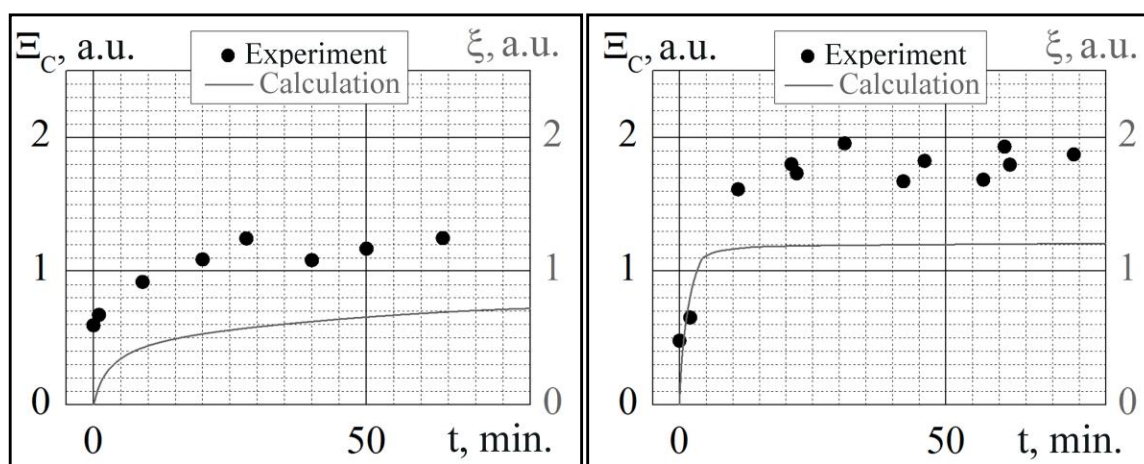 Ξ_C, a.u.
Experiment
Calculation
ξ, a.u.
2
1
0
2
1
0
0
50
t, min.
Ξ_C, a.u.
Experiment
Calculation
ξ, a.u.
2
1
0
2
1
0
0
50
t, min.